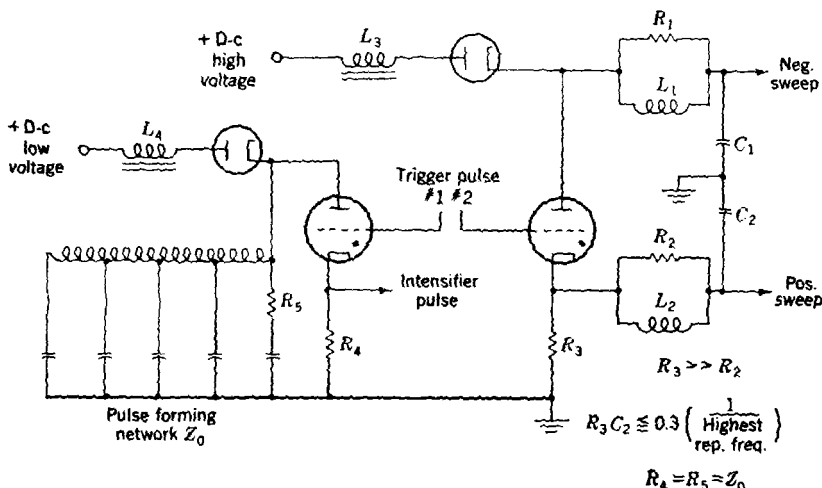 + D-c
high
voltage
L3
R1
L1
Neg.
sweep
C1
+ D-c
low
voltage
L4
Trigger pulse
#1 #2
C2
R2
L2
Pos.
sweep
R5
Intensifier
pulse
R4
R3
R3 >> R2
Pulse forming
network Z0
R3C2 ≦ 0.3 ( 1 / Highest
rep. freq. )
R4 = R5 = Z0